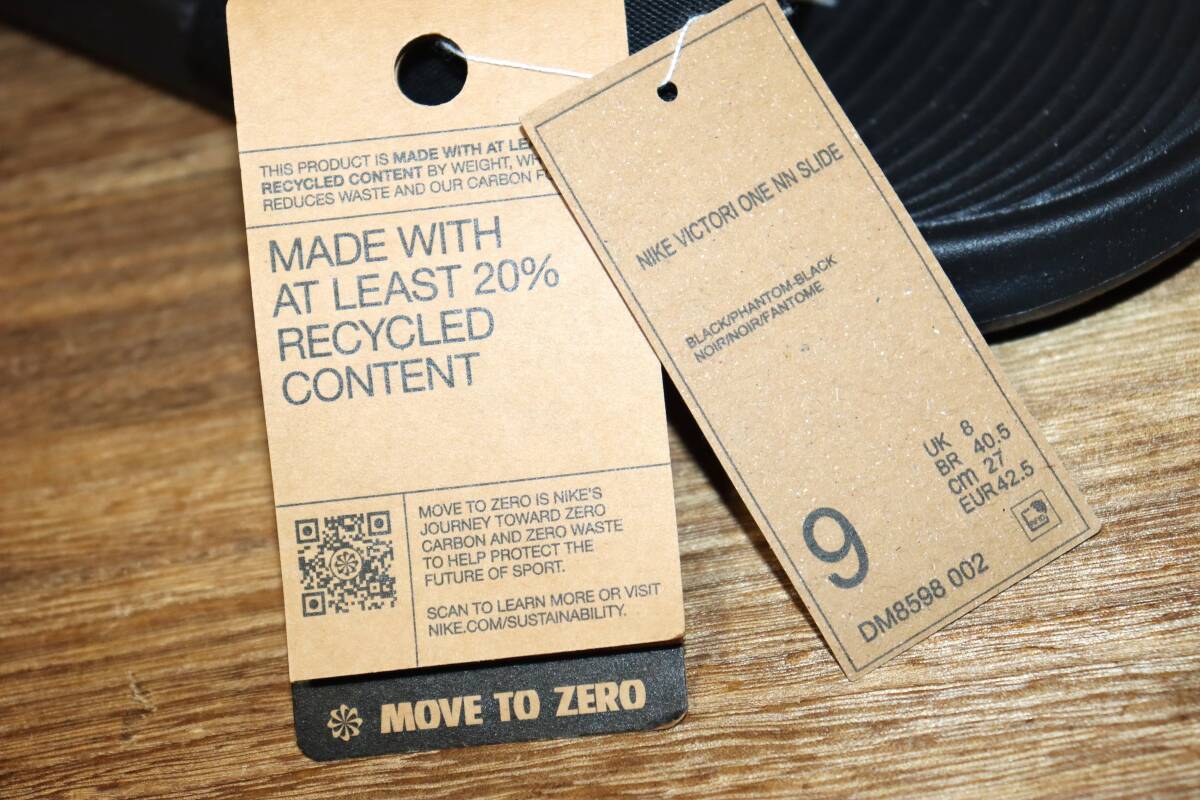 THIS PRODUCT IS MADE WITH AT
RECYCLED CONTENT BY WEIGHT,
REDUCES WASTE AND OUR CARBON
MADE WITH
AT LEAST 20%
RECYCLED
CONTENT
MOVE TO ZERO IS NIKE'S
JOURNEY TOWARD ZERO
CARBON AND ZERO WASTE
TO HELP PROTECT THE
FUTURE OF SPORT.
SCAN TO LEARN MORE OR VISIT
NIKE.COM/SUSTAINABILITY.
MOVE TO ZERO
NIKE VICTORI ONE NN SLIDE
BLACK/PHANTOM-BLACK
NOIR/NOIR/FANTOME
UK 8
BR 40.5
cm 27
EUR 42.5
9
DM8598 002